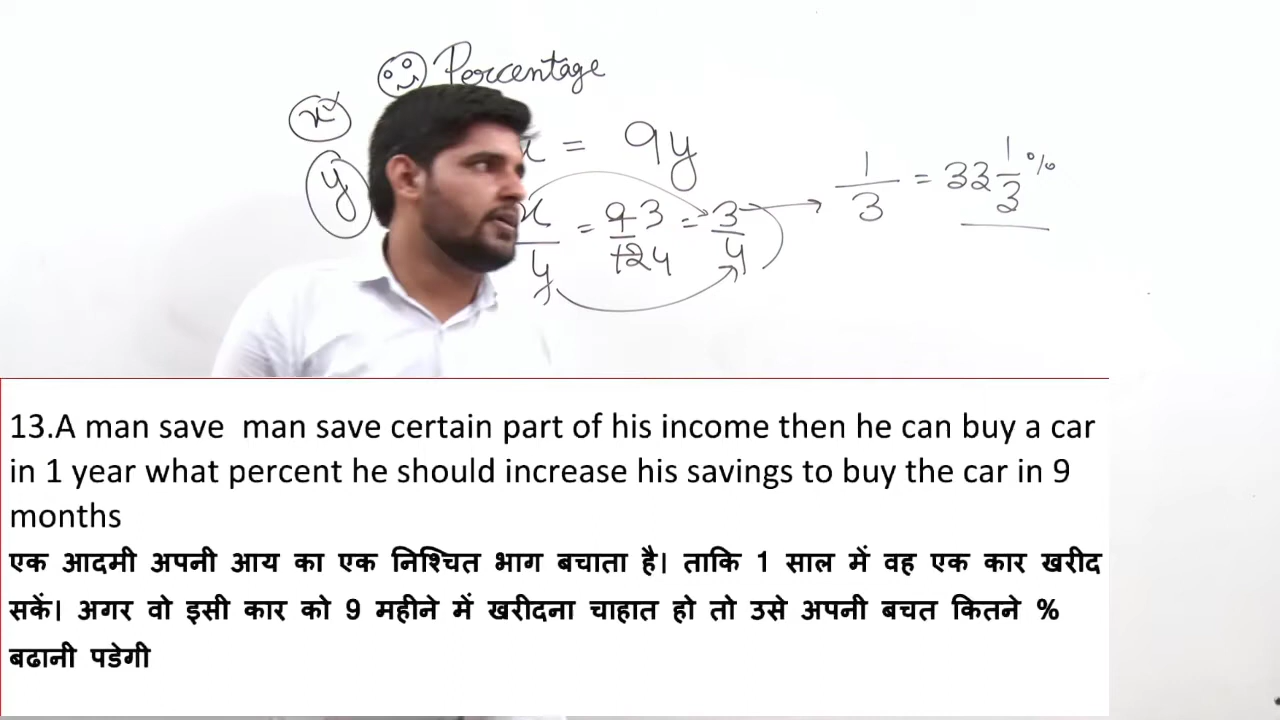 Percentage
x
y
x = 9y
x/y = 9/12 3/4 = 3/4 → 1/3 = 33 1/3 %
13.A man save man save certain part of his income then he can buy a car
in 1 year what percent he should increase his savings to buy the car in 9
months
एक आदमी अपनी आय का एक निश्चित भाग बचाता है। ताकि 1 साल में वह एक कार खरीद
सकें। अगर वो इसी कार को 9 महीने में खरीदना चाहात हो तो उसे अपनी बचत कितने %
बढानी पडेगी